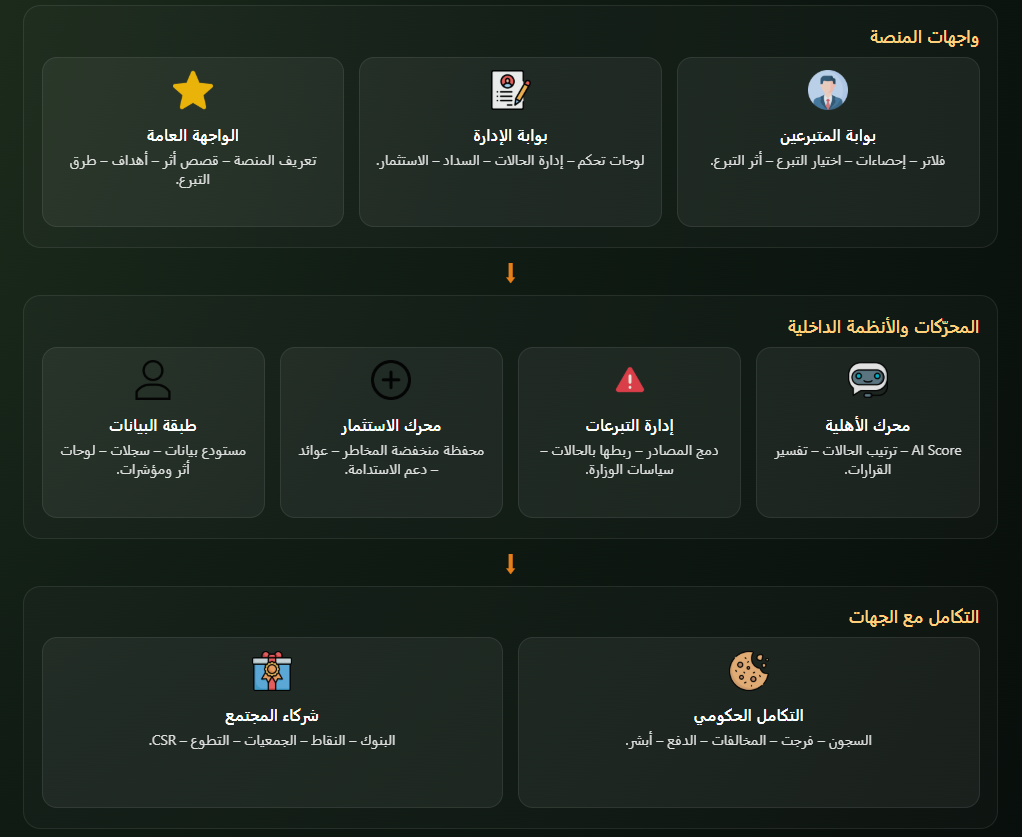 واجهات المنصة
بوابة المتبرعين
فلاتر – إحصاءات – اختيار التبرع – أثر التبرع.
بوابة الإدارة
لوحات تحكم – إدارة الحالات – السداد – الاستثمار.
الواجهة العامة
تعريف المنصة – قصص أثر – أهداف – طرق
التبرع.
المحرّكات والأنظمة الداخلية
محرك الأهلية
AI Score – ترتيب الحالات – تفسير
القرارات.
إدارة التبرعات
دمج المصادر – ربطها بالحالات –
سياسات الوزارة.
محرك الاستثمار
محفظة منخفضة المخاطر – عوائد
– دعم الاستدامة.
طبقة البيانات
مستودع بيانات – سجلات – لوحات
أثر ومؤشرات.
التكامل مع الجهات
التكامل الحكومي
السجون – فرجت – المخالفات – الدفع – أبشر.
شركاء المجتمع
البنوك – النقاط – الجمعيات – التطوع – CSR.